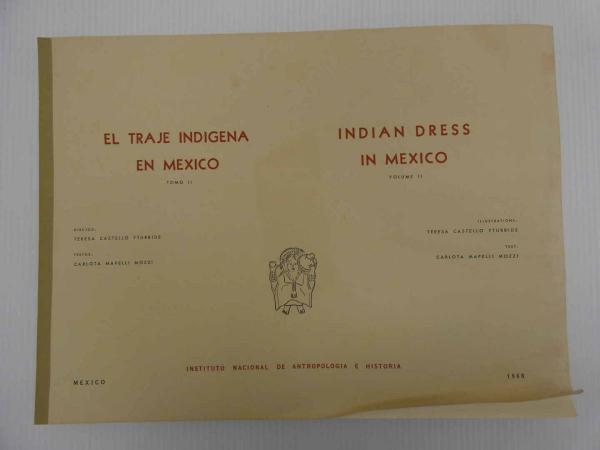 EL TRAJE INDIGENA
EN MEXICO
TOMO II
DIBUJOS:
TERESA CASTELLO YTURBIDE
TEXTOS:
CARLOTA MAPELLI MOZZI
INDIAN DRESS
IN MEXICO
VOLUME II
ILLUSTRATIONS:
TERESA CASTELLO YTURBIDE
TEXT:
CARLOTA MAPELLI MOZZI
INSTITUTO NACIONAL DE ANTROPOLOGIA E HISTORIA
MEXICO
1968